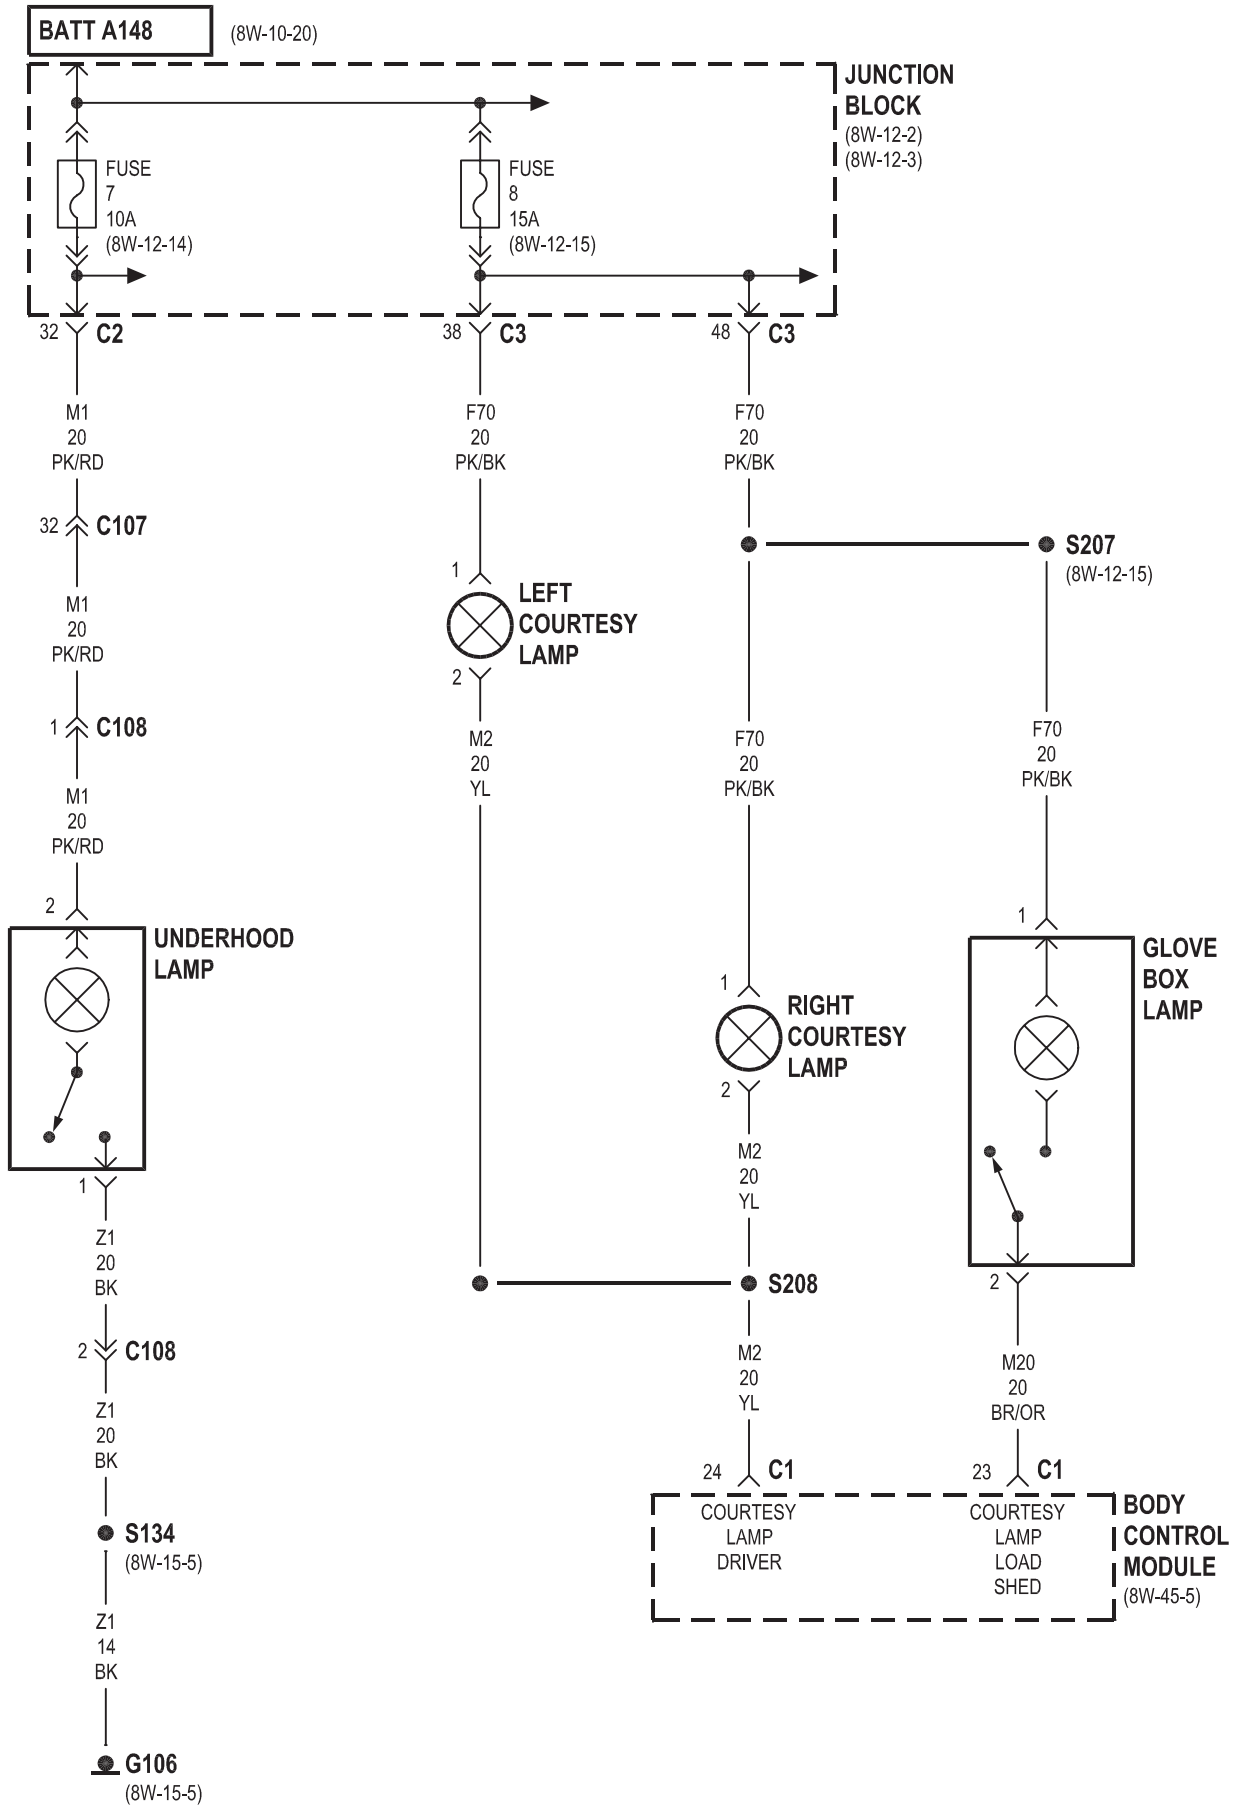 BATT A148
(8W-10-20)
JUNCTION
BLOCK
(8W-12-2)
(8W-12-3)
FUSE
7
10A
(8W-12-14)
FUSE
8
15A
(8W-12-15)
32
C2
38
C3
48
C3
M1
20
PK/RD
F70
20
PK/BK
F70
20
PK/BK
32
C107
S207
(8W-12-15)
M1
20
PK/RD
1
LEFT
COURTESY
LAMP
2
1
C108
M2
20
YL
F70
20
PK/BK
F70
20
PK/BK
M1
20
PK/RD
2
UNDERHOOD
LAMP
1
GLOVE
BOX
LAMP
1
RIGHT
COURTESY
LAMP
2
M2
20
YL
1
Z1
20
BK
S208
2
2
C108
M2
20
YL
M20
20
BR/OR
Z1
20
BK
24
C1
23
C1
COURTESY
LAMP
DRIVER
COURTESY
LAMP
LOAD
SHED
BODY
CONTROL
MODULE
(8W-45-5)
S134
(8W-15-5)
Z1
14
BK
G106
(8W-15-5)